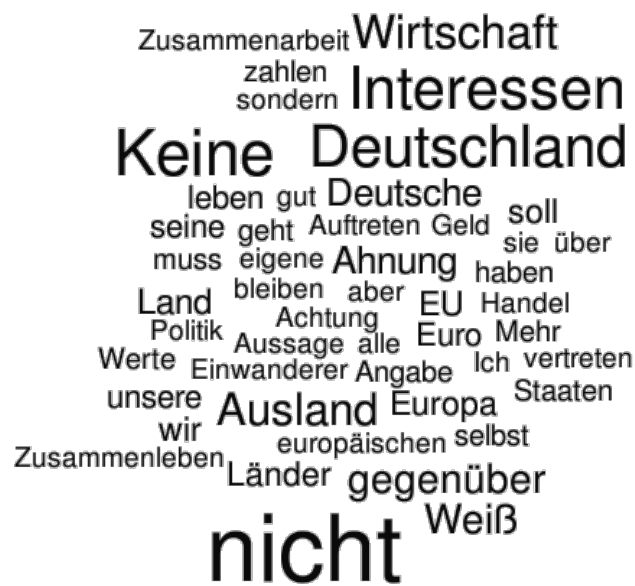 Zusammenarbeit Wirtschaft
zahlen
sondern Interessen
Keine Deutschland
leben gut Deutsche
seine geht Auftreten Geld soll
sie über
muss eigene Ahnung haben
bleiben aber
Land EU Handel
Achtung
Politik Aussage alle Euro Mehr
Werte Einwanderer Angabe Ich vertreten
unsere Ausland Europa Staaten
wir europäischen selbst
Zusammenleben Länder gegenüber
Weiß
nicht